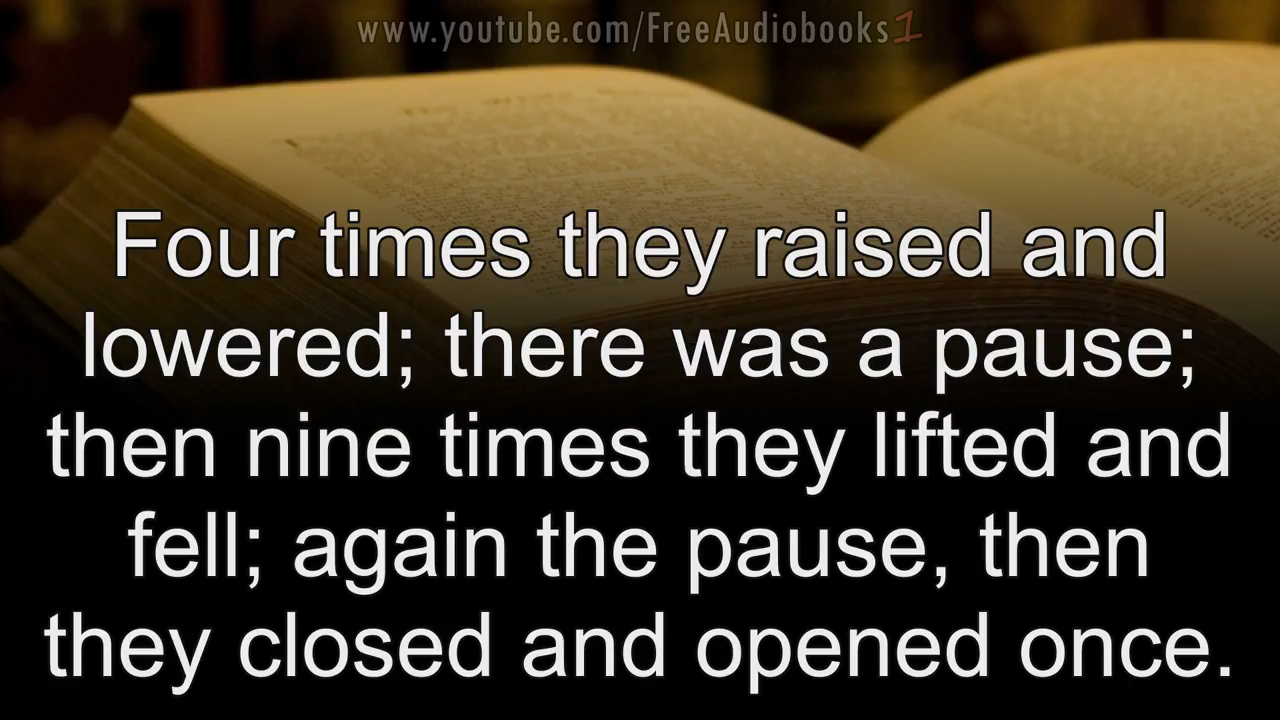 www.youtube.com/FreeAudiobooks1
Four times they raised and
lowered; there was a pause;
then nine times they lifted and
fell; again the pause, then
they closed and opened once.